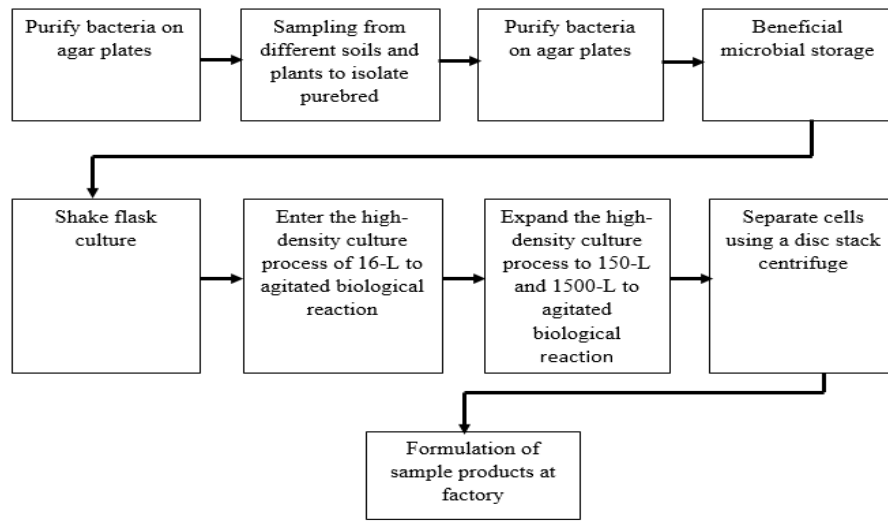 Purify bacteria on
agar plates
Sampling from
different soils and
plants to isolate
purebred
Purify bacteria
on agar plates
Beneficial
microbial storage
Shake flask
culture
Enter the high-
density culture
process of 16-L to
agitated biological
reaction
Expand the high-
density culture
process to 150-L
and 1500-L to
agitated
biological
reaction
Separate cells
using a disc stack
centrifuge
Formulation of
sample products at
factory